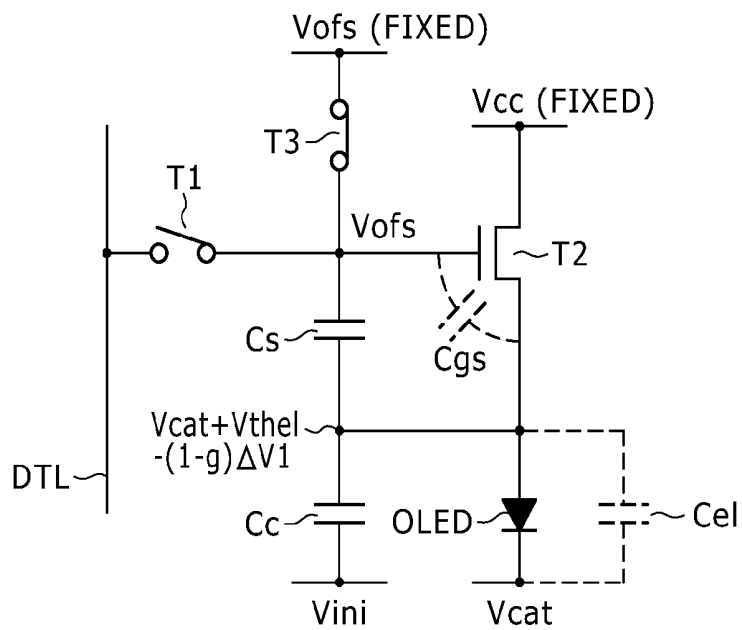 Vofs (FIXED)
Vcc (FIXED)
T3
T1
Vofs
T2
Cs
Cgs
Vcat+Vthel
-(1-g)ΔV1
DTL
Cc
OLED
Cel
Vini
Vcat